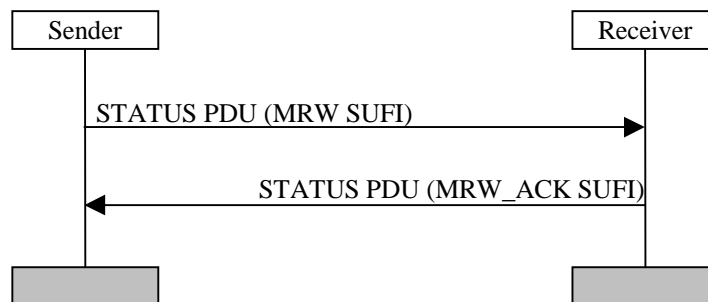 Sender
Receiver
STATUS PDU (MRW SUFI)
STATUS PDU (MRW_ACK SUFI)